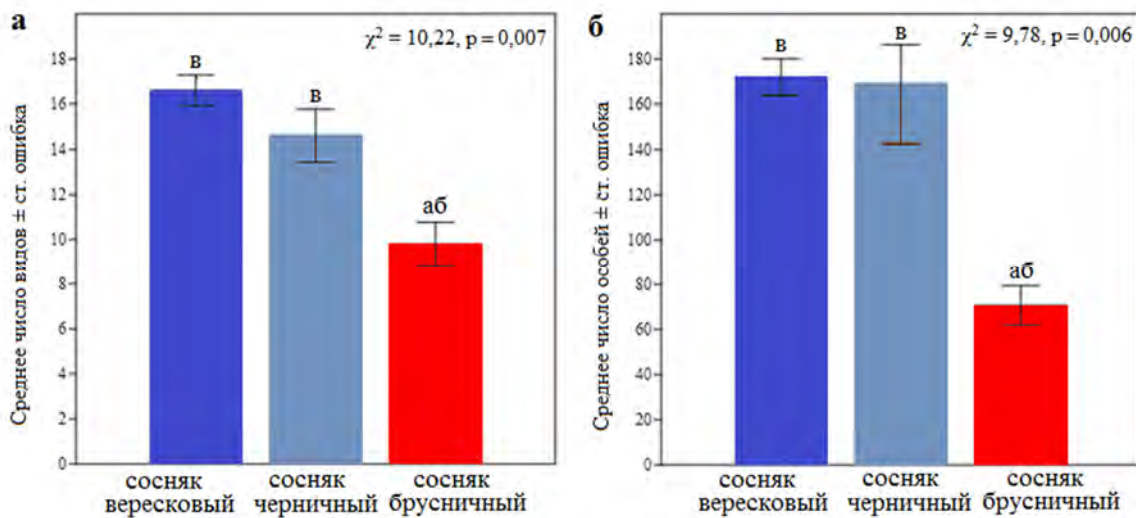 а
χ² = 10,22, p = 0,007
Среднее число видов ± ст. ошибка
18
16
14
12
10
8
6
4
2
0
в
в
аб
сосняк вересковый
сосняк черничный
сосняк брусничный
б
χ² = 9,78, p = 0,006
Среднее число особей ± ст. ошибка
180
160
140
120
100
80
60
40
20
0
в
в
аб
сосняк вересковый
сосняк черничный
сосняк брусничный